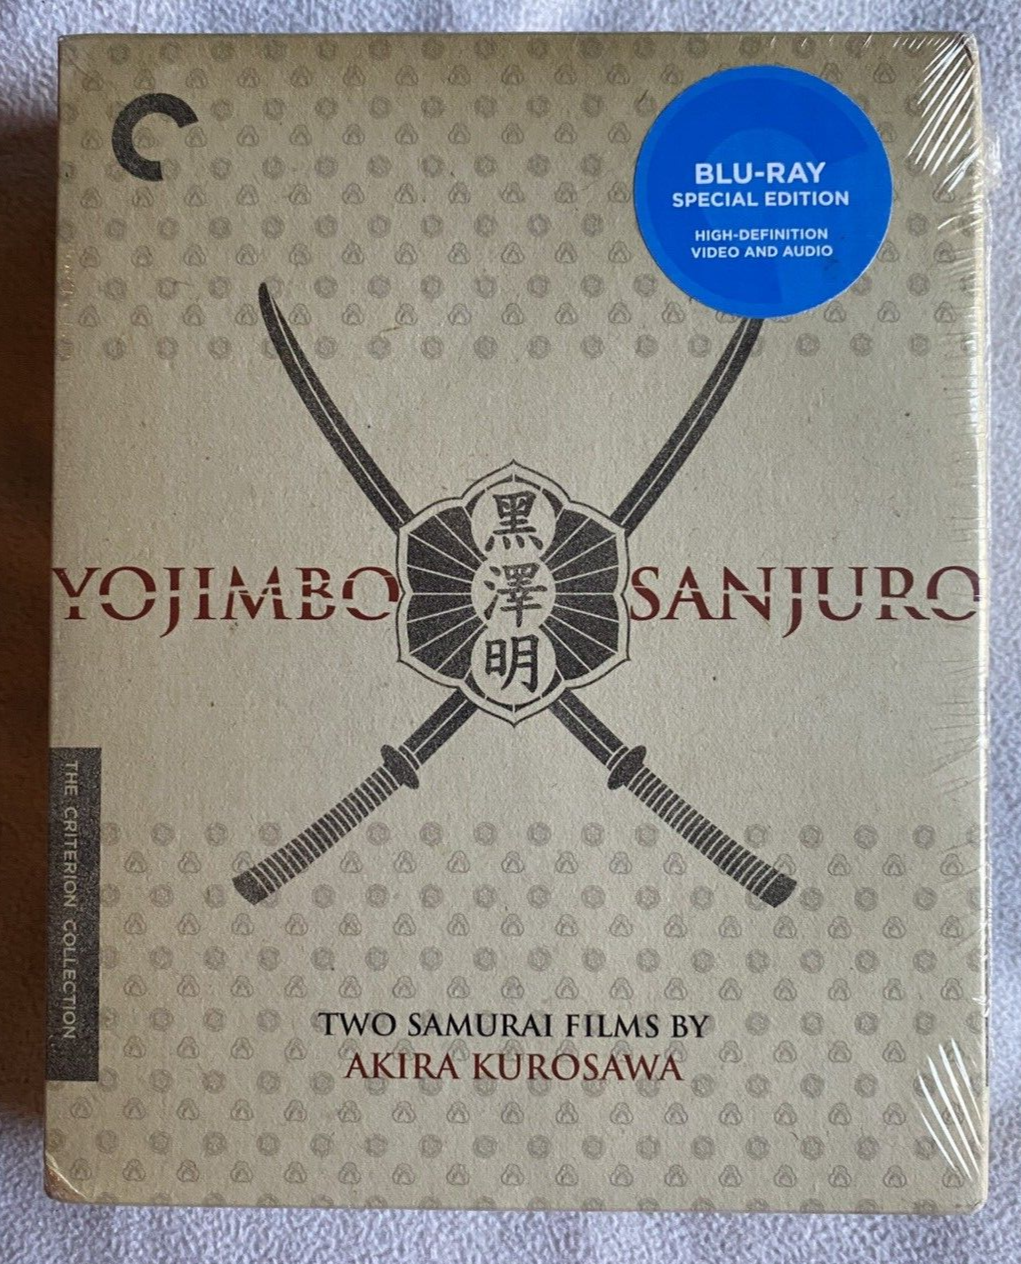 BLU-RAY
SPECIAL EDITION
HIGH-DEFINITION
VIDEO AND AUDIO
黒
澤
明
YOJIMBO SANJURO
THE CRITERION COLLECTION
TWO SAMURAI FILMS BY
AKIRA KUROSAWA